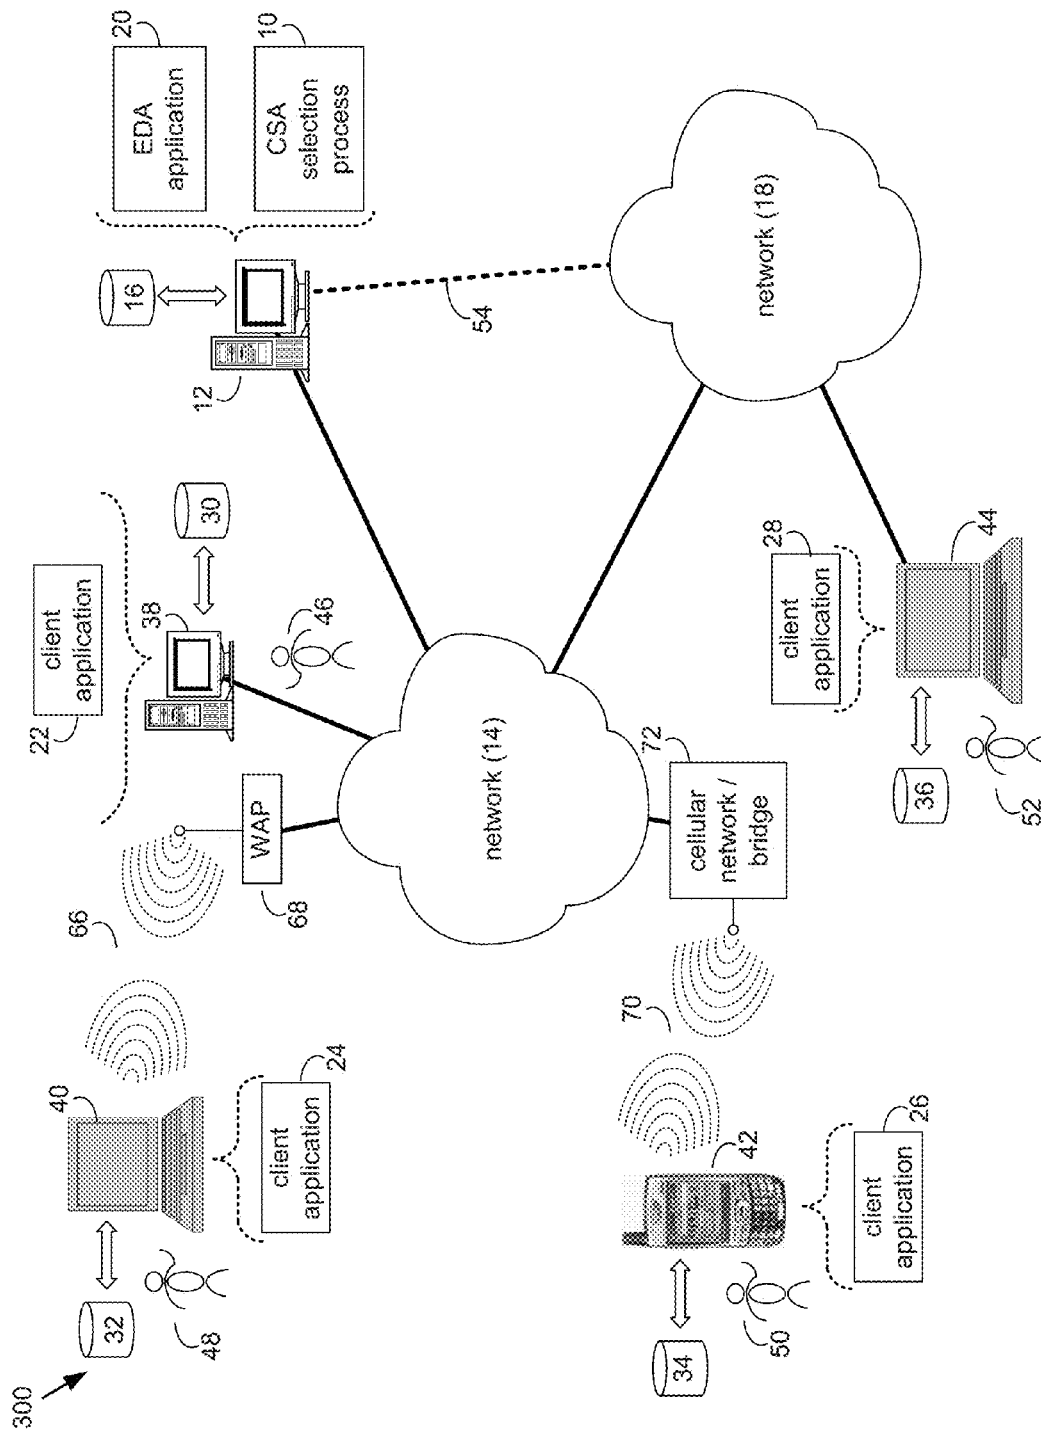 300
32
48
40
client
application
24
66
WAP
68
client
application
22
38
30
46
16
12
EDA
application
20
CSA
selection
process
10
54
network (14)
network (18)
34
50
42
client
application
26
70
cellular
network /
bridge
72
client
application
28
44
36
52